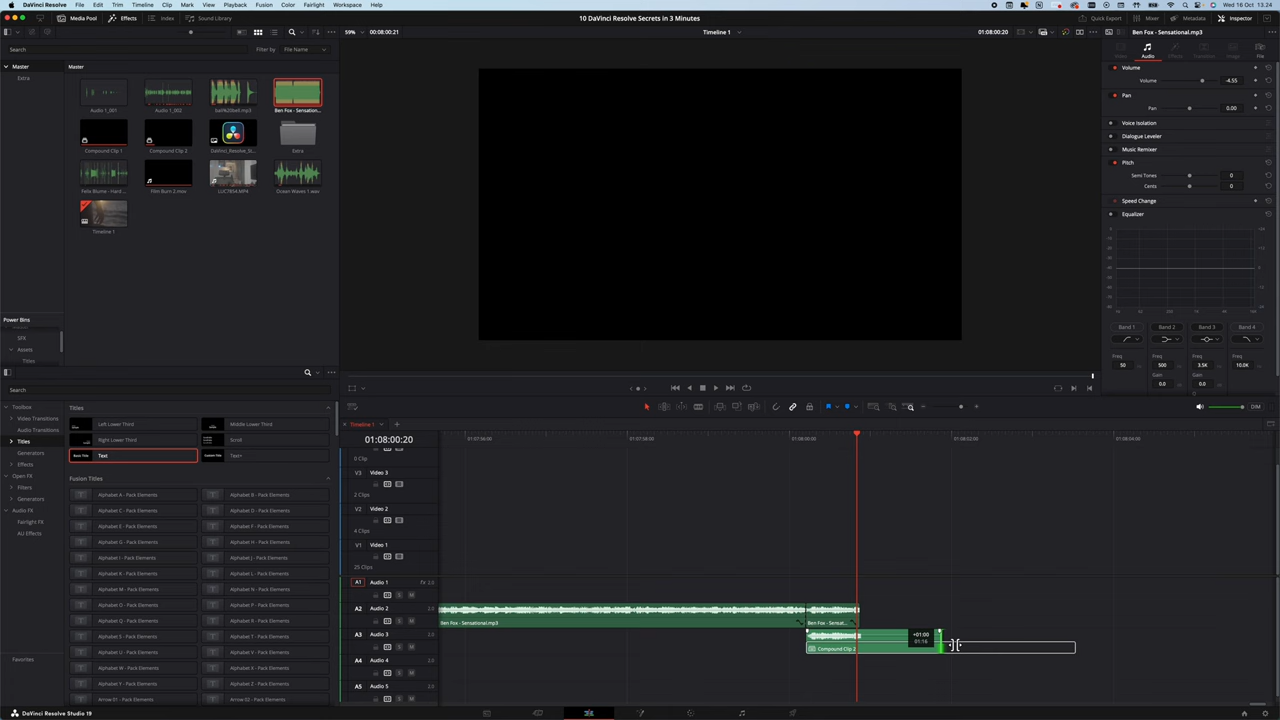 DaVinci Resolve File Edit Trim Timeline Clip Mark View Playback Fusion Color Fairlight Workspace Help Wed 16 Oct 13.24
Media Pool Effects Index Sound Library 10 DaVinci Resolve Secrets in 3 Minutes Quick Export Mixer Metadata Inspector
59% 00:08:00:21 Timeline 1 01:08:00:20 Ben Fox - Sensational.mp3
Search Filter by File Name
Audio File
Master Master
Extra
Volume
Volume -4.55
Pan
Pan 0.00
Audio 1_001 Audio 1_002 Ben Fox - Sensation...
Voice Isolation
Dialogue Leveler
Music Remixer
Compound Clip 1 Compound Clip 2 DaVinci_Resolve_St... Extra
Pitch
Semi Tones 0
Cents 0
Felix Blume - Hard ... Film Burn 2.mov LUC7854.MP4 Ocean Waves 1.wav
Speed Change
Equalizer
Timeline 1
Power Bins
Band 1 Band 2 Band 3 Band 4
SFX
Assets
Titles
Freq Freq Freq Freq
50 500 3.5K 10.0K
Gain Gain
0.0 0.0
Search
Toolbox Titles
Video Transitions
Audio Transitions
Titles
Generators
Effects
Open FX
Filters
Generators
Audio FX
Fairlight FX
AU Effects
Favorites
Left Lower Third Middle Lower Third
Right Lower Third Scroll
Basic Title Text Custom Title Text+
Fusion Titles
Alphabet A - Pack Elements Alphabet B - Pack Elements
Alphabet C - Pack Elements Alphabet D - Pack Elements
Alphabet E - Pack Elements Alphabet F - Pack Elements
Alphabet G - Pack Elements Alphabet H - Pack Elements
Alphabet I - Pack Elements Alphabet J - Pack Elements
Alphabet K - Pack Elements Alphabet L - Pack Elements
Alphabet M - Pack Elements Alphabet N - Pack Elements
Alphabet O - Pack Elements Alphabet P - Pack Elements
Alphabet Q - Pack Elements Alphabet R - Pack Elements
Alphabet S - Pack Elements Alphabet T - Pack Elements
Alphabet U - Pack Elements Alphabet V - Pack Elements
Alphabet W - Pack Elements Alphabet X - Pack Elements
Alphabet Y - Pack Elements Alphabet Z - Pack Elements
Arrow 01 - Pack Elements Arrow 02 - Pack Elements
DIM
Timeline 1
01:08:00:20 01:07:56:00 01:07:58:00 01:08:00:00 01:08:02:00 01:08:04:00
0 Clip
V3 Video 3
2 Clips
V2 Video 2
4 Clips
V1 Video 1
25 Clips
A1 Audio 1 fx 2.0
A2 Audio 2 2.0
S M Ben Fox - Sensational.mp3 Ben Fox - Sensat...
A3 Audio 3 2.0 +01:00
S M Compound Clip 2 01:16
A4 Audio 4 2.0
S M
A5 Audio 5 2.0
S M
DaVinci Resolve Studio 19